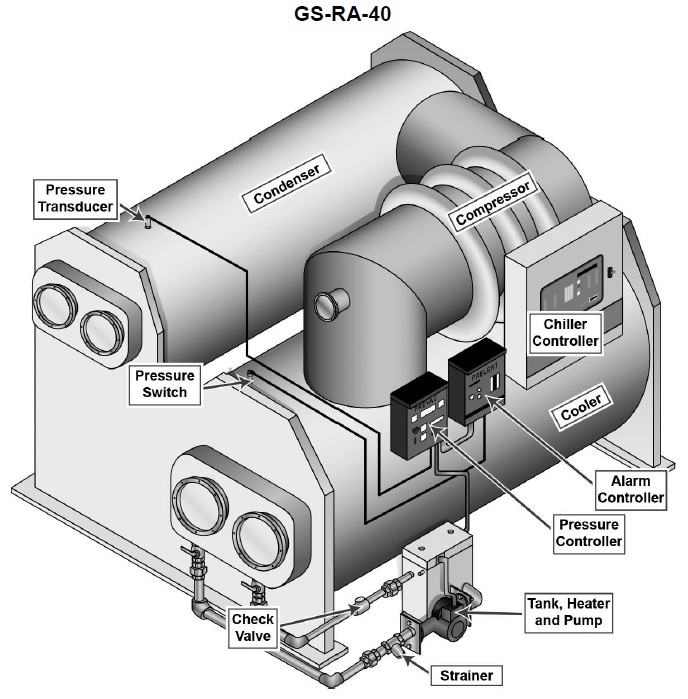 GS-RA-40
Condenser
Pressure
Transducer
Compressor
Chiller
Controller
Pressure
Switch
PREVAC
PRELERT
Cooler
Alarm
Controller
Pressure
Controller
Check
Valve
Tank, Heater
and Pump
Strainer